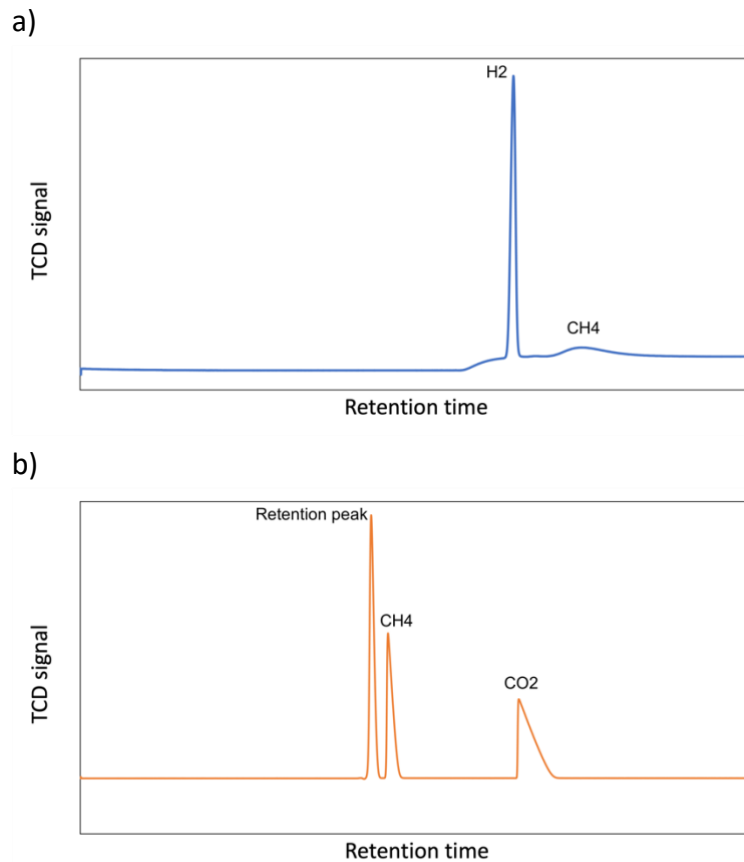 a)
H2
CH4
TCD signal
Retention time
b)
Retention peak
CH4
CO2
TCD signal
Retention time